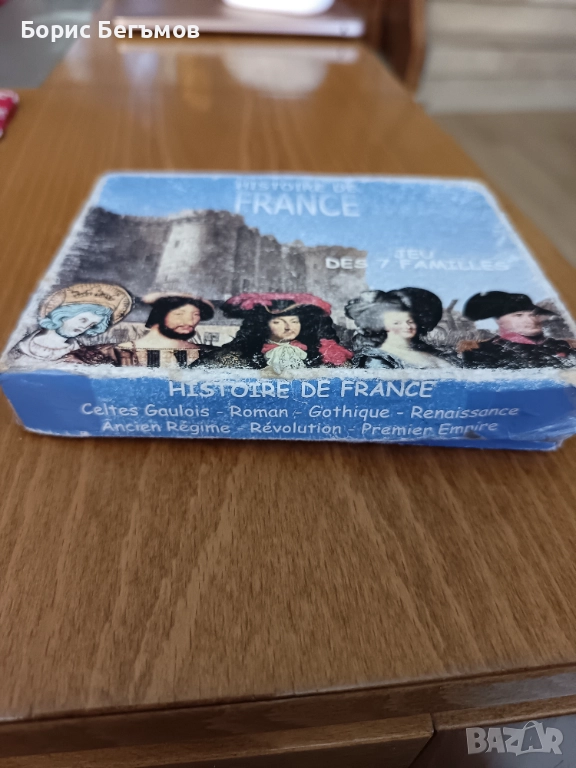 Борис Бегъмов
HISTOIRE DE
FRANCE
JEU
DES 7 FAMILLES
HISTOIRE DE FRANCE
Celtes Gaulois - Roman - Gothique - Renaissance
Ancien Régime - Révolution - Premier Empire
BAZAR